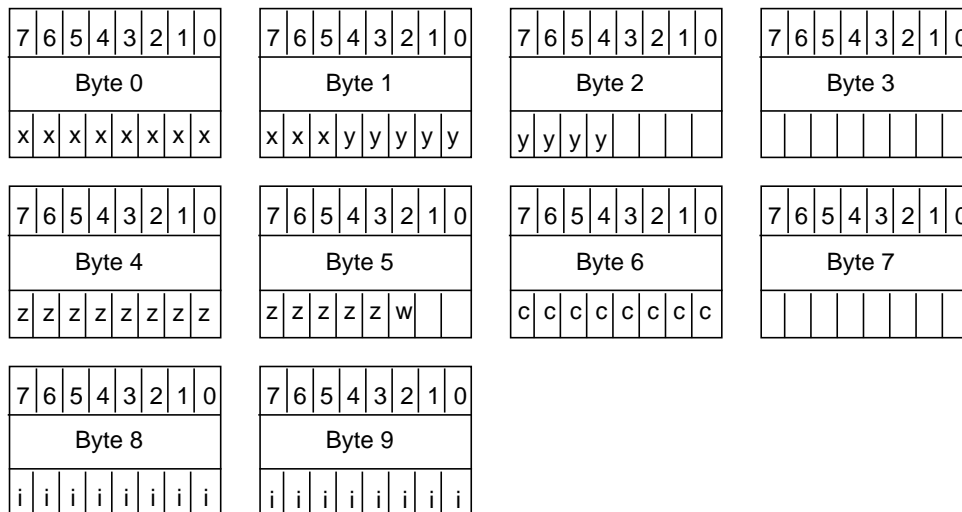 7 6 5 4 3 2 1 0 7 6 5 4 3 2 1 0 7 6 5 4 3 2 1 0 7 6 5 4 3 2 1 0
Byte 0 Byte 1 Byte 2 Byte 3
x x x x x x x x x x x y y y y y y y y y
7 6 5 4 3 2 1 0 7 6 5 4 3 2 1 0 7 6 5 4 3 2 1 0 7 6 5 4 3 2 1 0
Byte 4 Byte 5 Byte 6 Byte 7
z z z z z z z z z z z z z w c c c c c c c c
7 6 5 4 3 2 1 0 7 6 5 4 3 2 1 0
Byte 8 Byte 9
i i i i i i i i i i i i i i i i